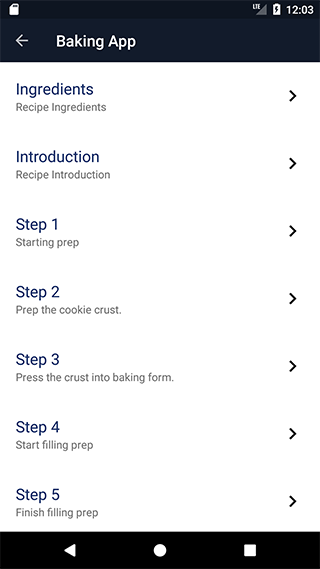 LTE 12:03
Baking App
Ingredients
Recipe Ingredients
Introduction
Recipe Introduction
Step 1
Starting prep
Step 2
Prep the cookie crust.
Step 3
Press the crust into baking form.
Step 4
Start filling prep
Step 5
Finish filling prep